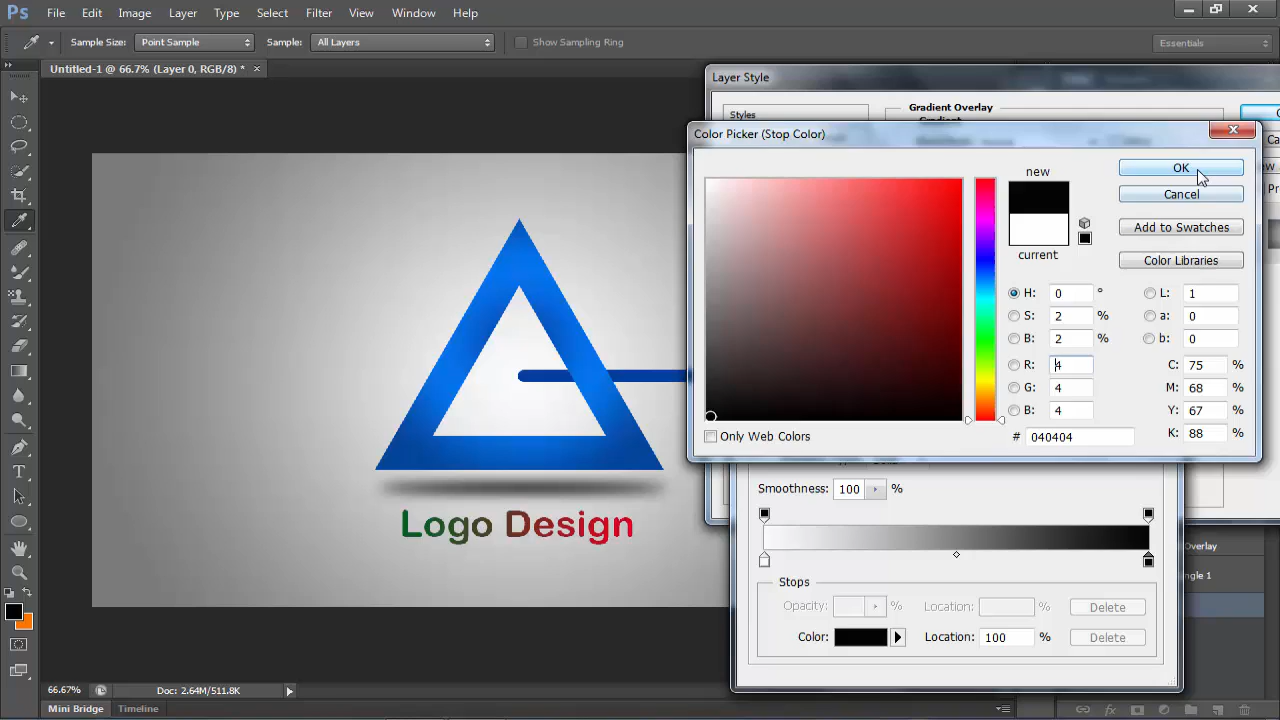 Ps File Edit Image Layer Type Select Filter View Window Help
Sample Size: Point Sample Sample: All Layers Show Sampling Ring Essentials
Untitled-1 @ 66.7% (Layer 0, RGB/8) * ×
Layer Style
Styles Gradient Overlay
Gradient
Color Picker (Stop Color)
new
OK
Cancel
Add to Swatches
current
Color Libraries
H: 0 ° L: 1
S: 2 % a: 0
B: 2 % b: 0
R: 4 C: 75 %
G: 4 M: 68 %
B: 4 Y: 67 %
K: 88 %
Only Web Colors # 040404
Smoothness: 100 %
Logo Design
Overlay
Stops
Opacity: % Location: % Delete
Color: Location: 100 % Delete
66.67% Doc: 2.64M/511.8K
Mini Bridge Timeline